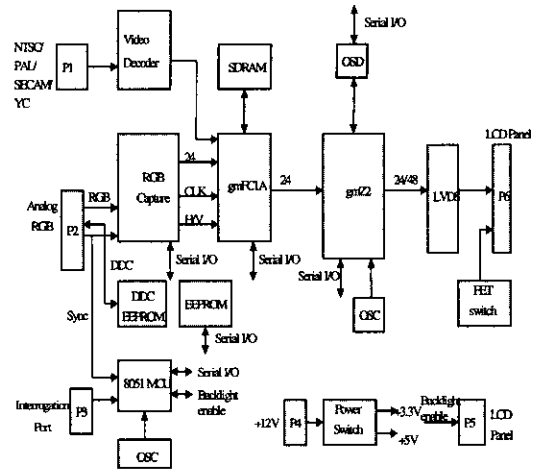 NTSC/
PAL/
SECAM/
YC
P1
Video
Decoder
SDRAM
Serial I/O
OSD
RGB
Capture
24
CLK
H/V
gmFC1A
24
gmZ2
24/48
LVDS
LCD Panel
P6
Analog
RGB
P2
RGB
DDC
Sync
DDC
EEPROM
Serial I/O
EEPROM
Serial I/O
Serial I/O
Serial I/O
OSC
FET
switch
8051 MCU
Serial I/O
Backlight
enable
Interrogation
Port
P3
OSC
+12V
P4
Power
Switch
+3.3V
+5V
Backlight
enable
P5
LCD
Panel